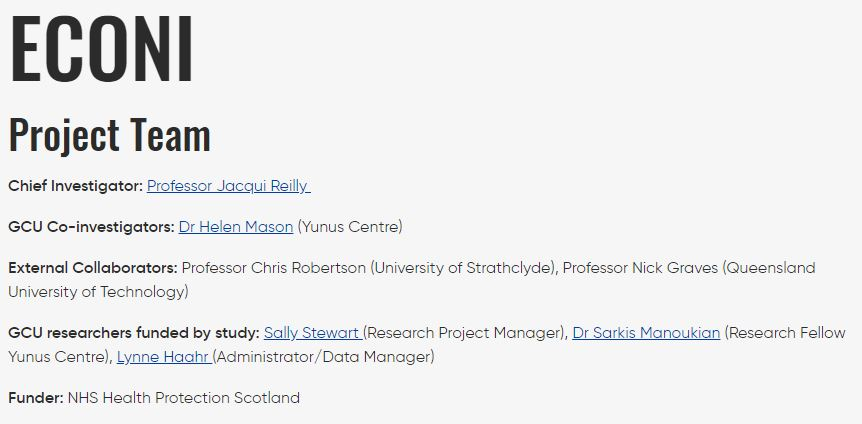 ECONI
Project Team
Chief Investigator: Professor Jacqui Reilly
GCU Co-investigators: Dr Helen Mason (Yunus Centre)
External Collaborators: Professor Chris Robertson (University of Strathclyde), Professor Nick Graves (Queensland
University of Technology)
GCU researchers funded by study: Sally Stewart (Research Project Manager), Dr Sarkis Manoukian (Research Fellow
Yunus Centre), Lynne Haahr (Administrator/Data Manager)
Funder: NHS Health Protection Scotland